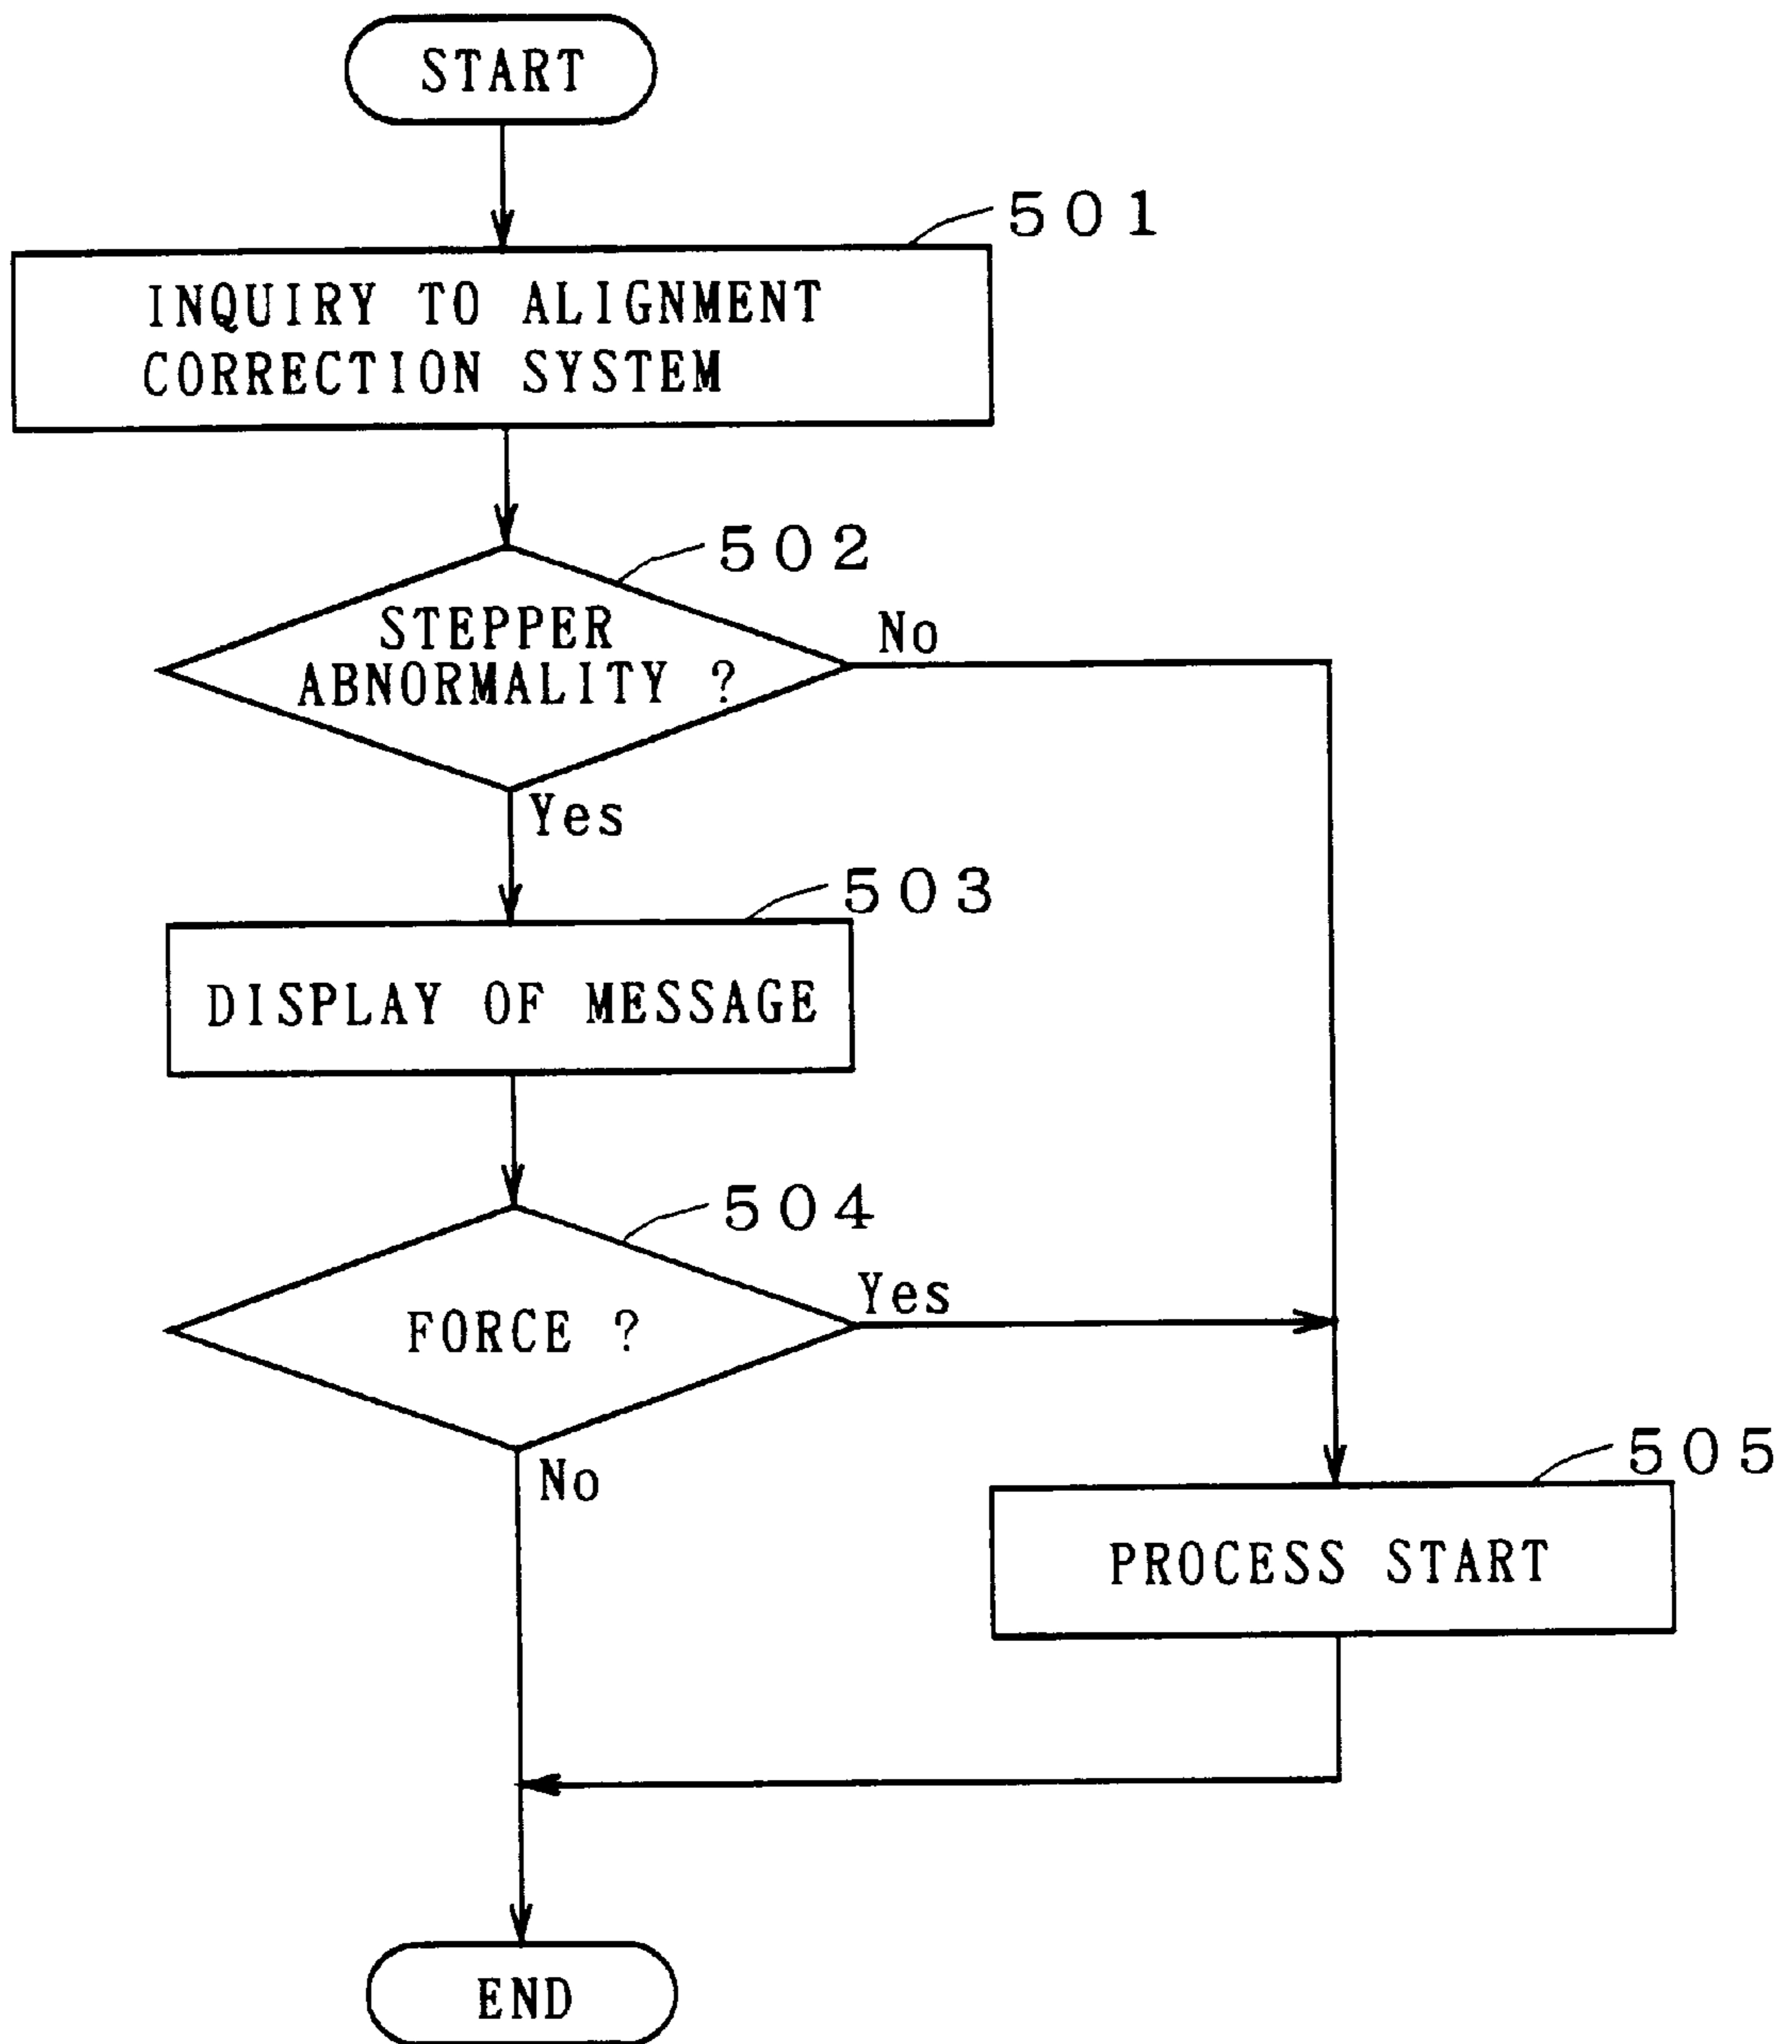 START
501
INQUIRY TO ALIGNMENT
CORRECTION SYSTEM
502
STEPPER
ABNORMALITY ?
No
Yes
503
DISPLAY OF MESSAGE
504
FORCE ?
Yes
No
505
PROCESS START
END